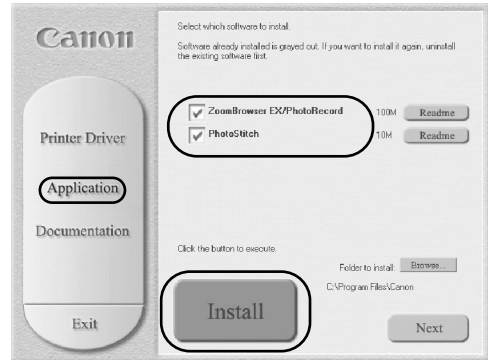 Canon
Printer Driver
Application
Documentation
Exit
Select which software to install.
Software already installed is grayed out. If you want to install it again, uninstall
the existing software first.
ZoomBrowser EX/PhotoRecord 100M Readme
PhotoStitch 10M Readme
Click the button to execute.
Install
Folder to install: Browse...
C:\Program Files\Canon
Next